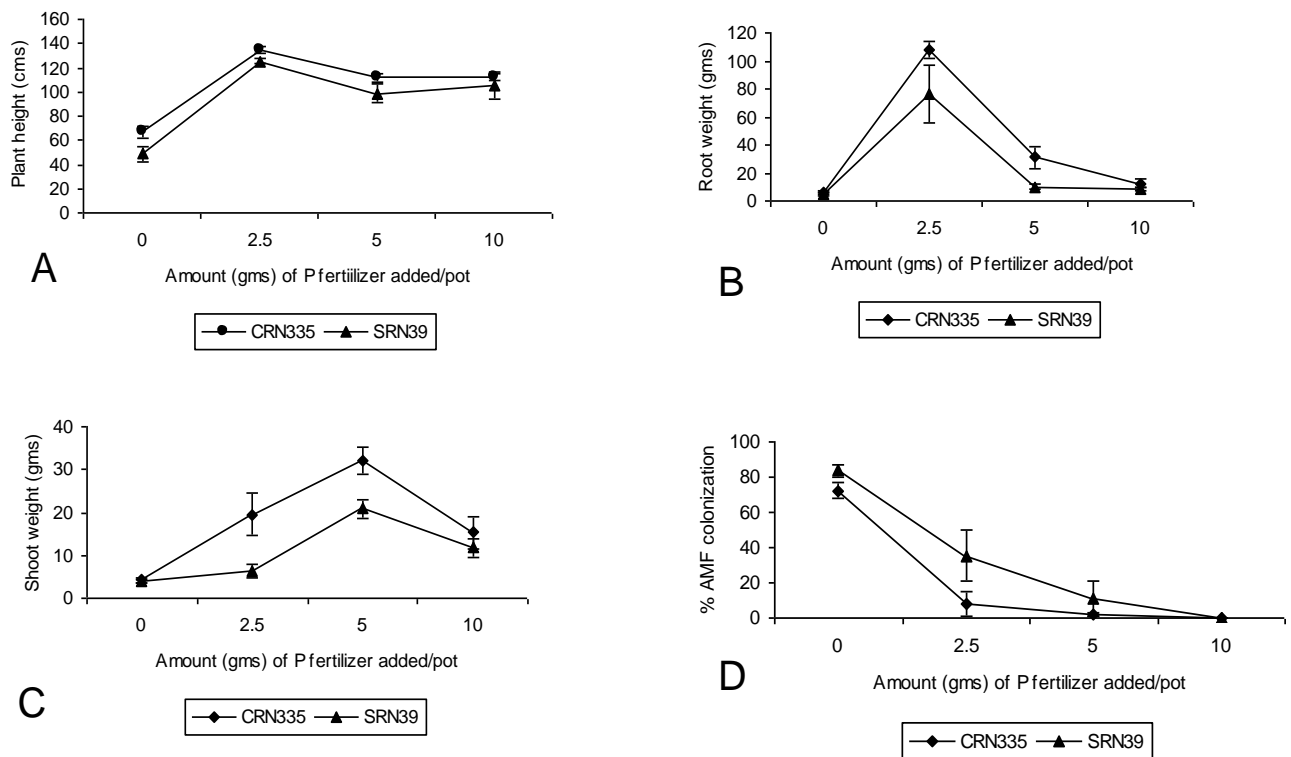 Plant height (cms)
160
140
120
100
80
60
40
20
0
0 2.5 5 10
Amount (gms) of P fertiilizer added/pot
A
CRN335 SRN39
Root weight (gms)
120
100
80
60
40
20
0
0 2.5 5 10
Amount (gms) of P fertilizer added/pot
B
CRN335 SRN39
Shoot weight (gms)
40
30
20
10
0
0 2.5 5 10
Amount (gms) of P fertilizer added/pot
C
CRN335 SRN39
% AMF colonization
100
80
60
40
20
0
0 2.5 5 10
Amount (gms) of P fertilizer added/pot
D
CRN335 SRN39